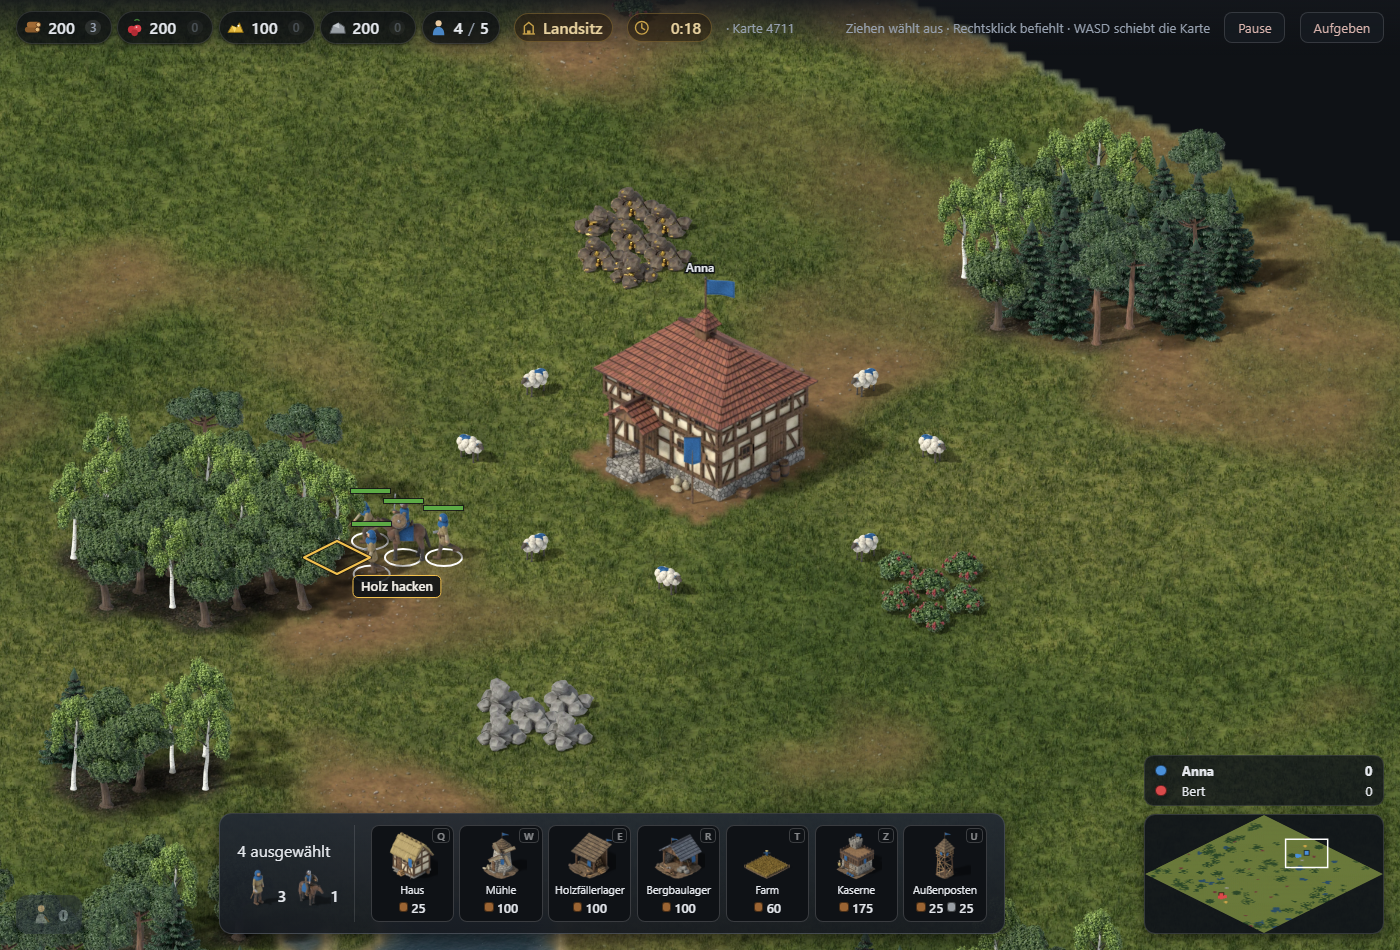 200 3 200 0 100 0 200 0 4 / 5 Landsitz 0:18 · Karte 4711 Ziehen wählt aus · Rechtsklick befiehlt · WASD schiebt die Karte Pause Aufgeben
Anna
Holz hacken
Anna 0
Bert 0
4 ausgewählt
3 1
Q W E R T Z U
Haus Mühle Holzfällerlager Bergbaulager Farm Kaserne Außenposten
25 100 100 100 60 175 25 25
0